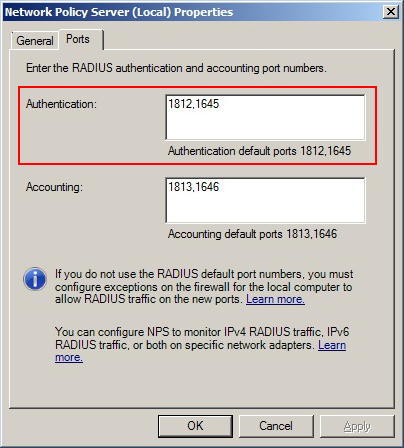 Network Policy Server (Local) Properties
General
Ports
Enter the RADIUS authentication and accounting port numbers.
Authentication:
1812,1645
Authentication default ports 1812,1645
Accounting:
1813,1646
Accounting default ports 1813,1646
If you do not use the RADIUS default port numbers, you must
configure exceptions on the firewall for the local computer to
allow RADIUS traffic on the new ports. Learn more.
You can configure NPS to monitor IPv4 RADIUS traffic, IPv6
RADIUS traffic, or both on specific network adapters. Learn
more.
OK
Cancel
Apply